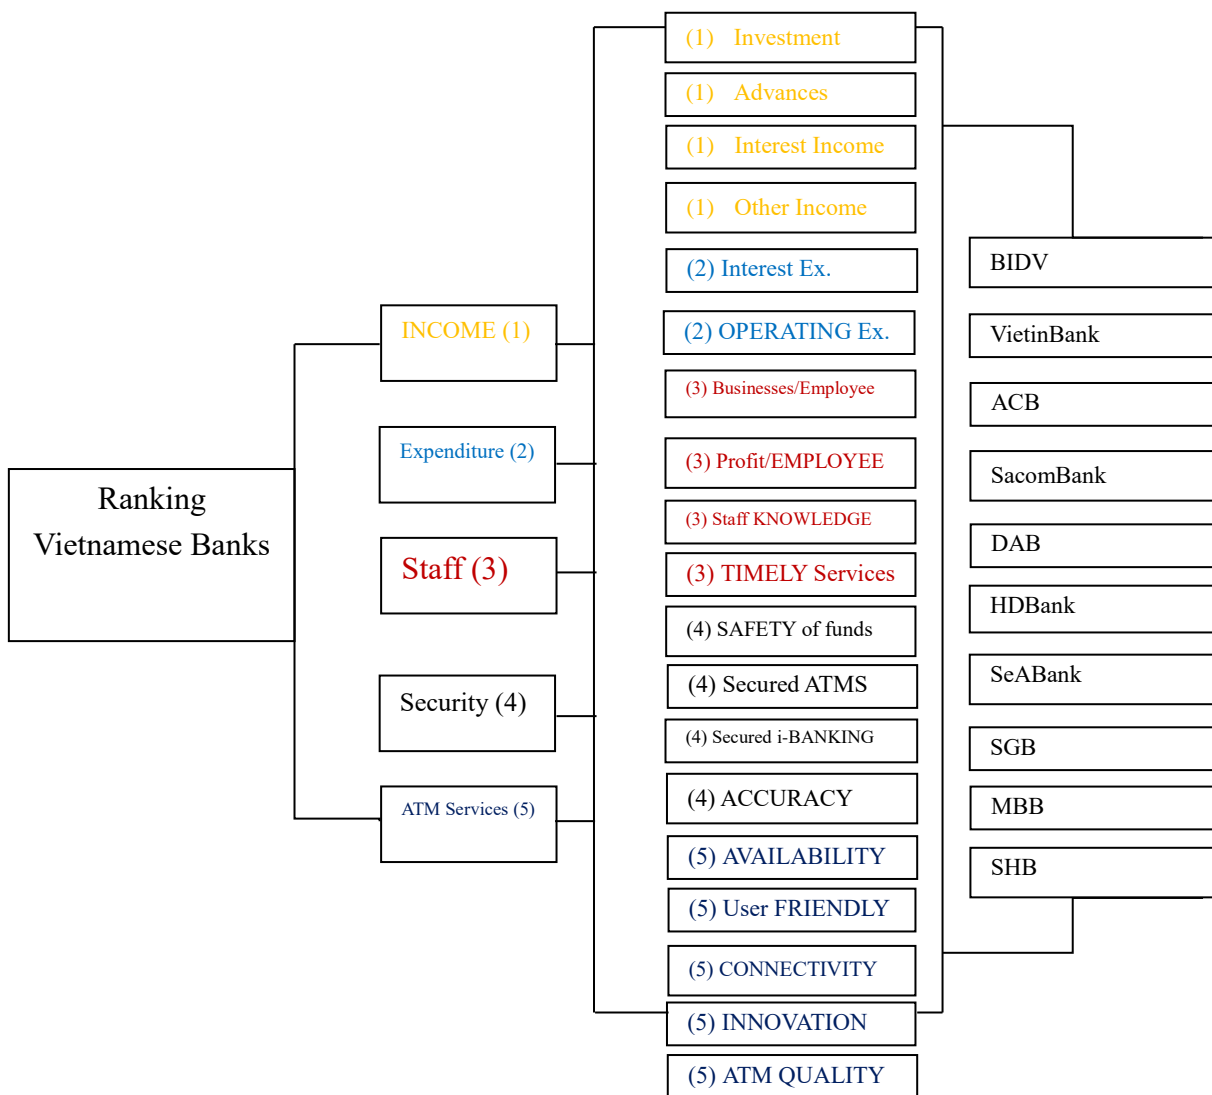 Ranking
Vietnamese Banks
INCOME (1)
Expenditure (2)
Staff (3)
Security (4)
ATM Services (5)
(1) Investment
(1) Advances
(1) Interest Income
(1) Other Income
(2) Interest Ex.
(2) OPERATING Ex.
(3) Businesses/Employee
(3) Profit/EMPLOYEE
(3) Staff KNOWLEDGE
(3) TIMELY Services
(4) SAFETY of funds
(4) Secured ATMS
(4) Secured i-BANKING
(4) ACCURACY
(5) AVAILABILITY
(5) User FRIENDLY
(5) CONNECTIVITY
(5) INNOVATION
(5) ATM QUALITY
BIDV
VietinBank
ACB
SacomBank
DAB
HDBank
SeABank
SGB
MBB
SHB